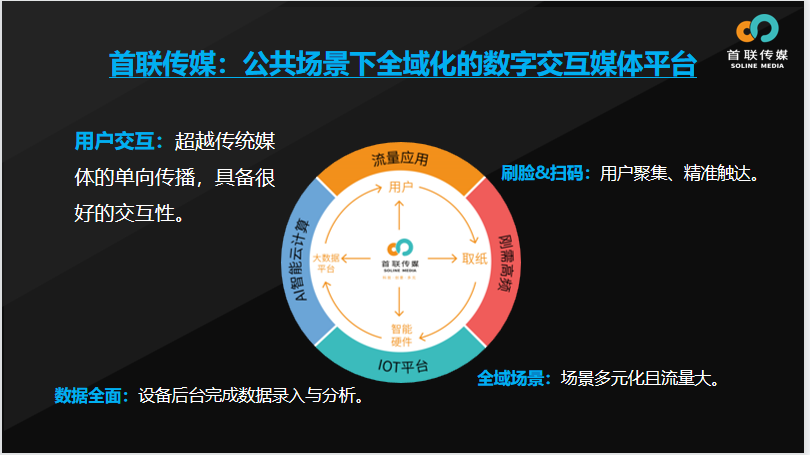 首联传媒
SOLINE MEDIA
首联传媒：公共场景下全域化的数字交互媒体平台
用户交互：超越传统媒
体的单向传播，具备很
好的交互性。
刷脸&扫码：用户聚集、精准触达。
流量应用
用户
AI智能云计算
大数据
平台
首联传媒
SOLINE MEDIA
取纸
刚需高频
智能
硬件
IOT平台
全域场景：场景多元化且流量大。
数据全面：设备后台完成数据录入与分析。